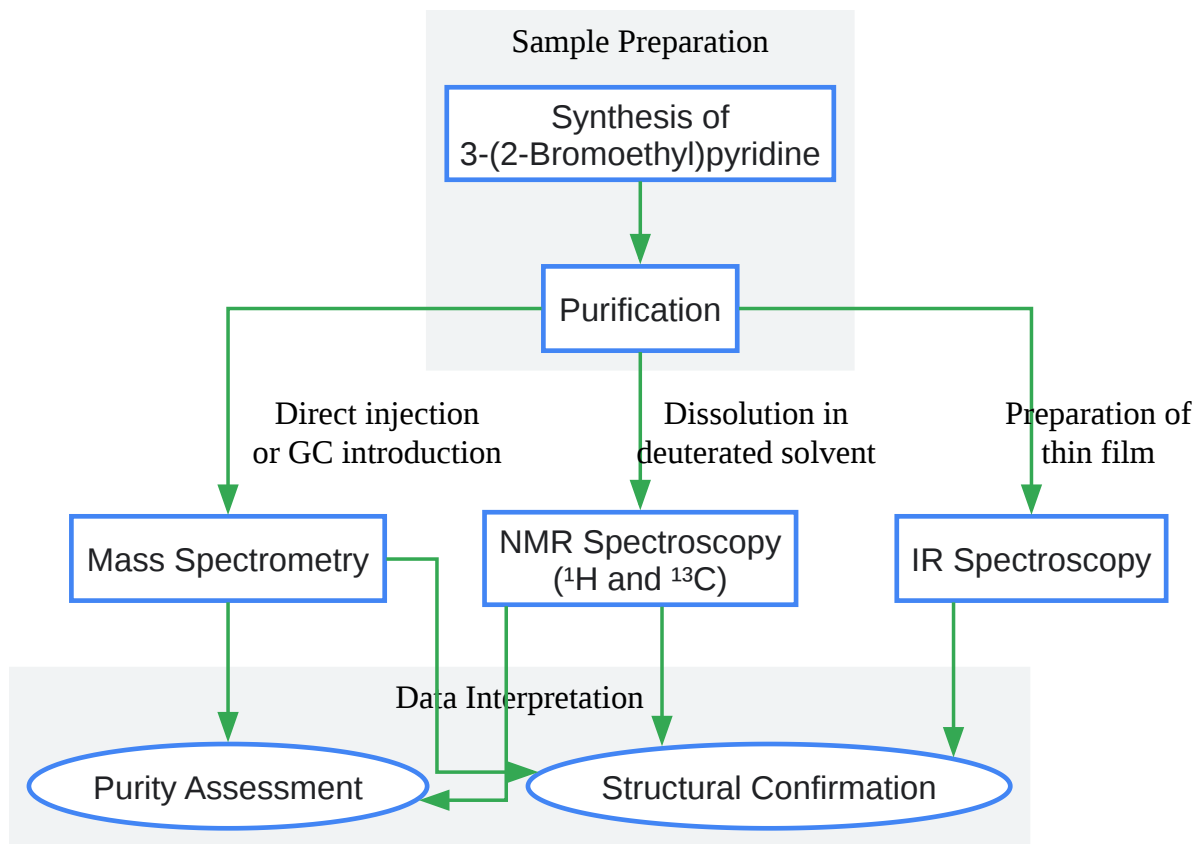 Sample Preparation
Synthesis of
3-(2-Bromoethyl)pyridine
Purification
Direct injection
or GC introduction
Dissolution in
deuterated solvent
Preparation of
thin film
Mass Spectrometry
NMR Spectroscopy
(¹H and ¹³C)
IR Spectroscopy
Data Interpretation
Purity Assessment
Structural Confirmation